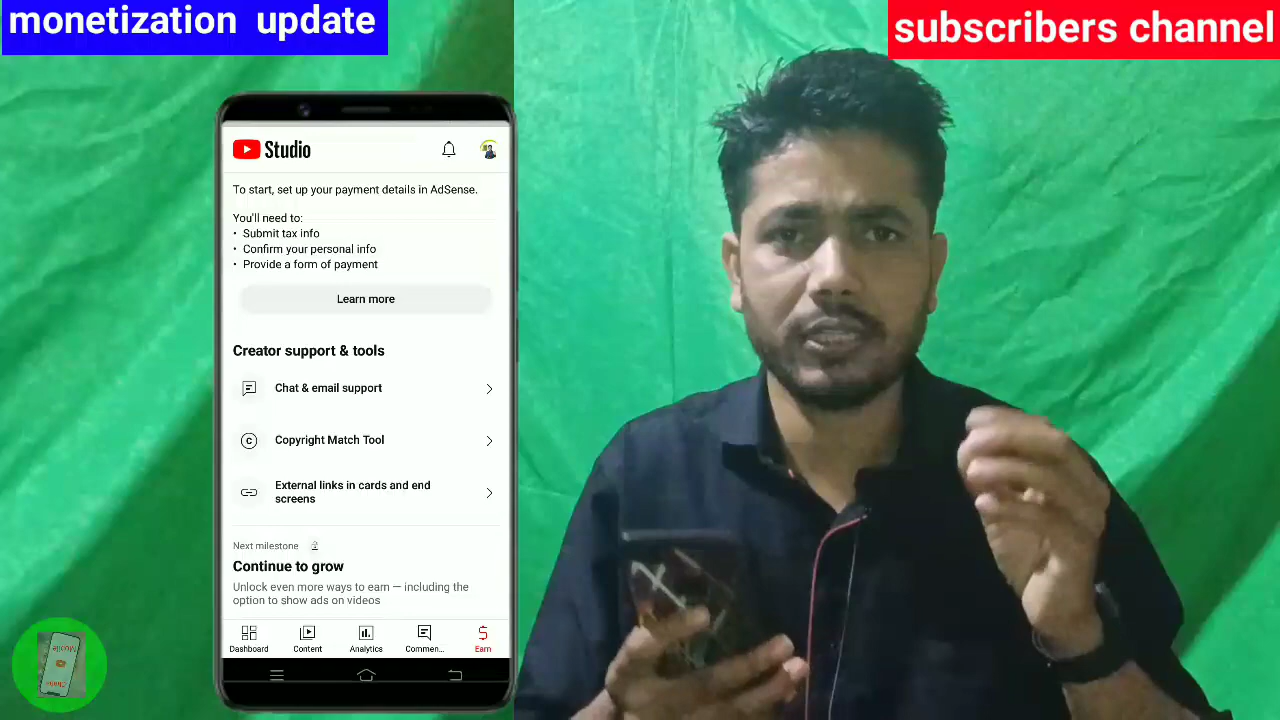 monetization update
subscribers channel
Studio
To start, set up your payment details in AdSense.
You'll need to:
• Submit tax info
• Confirm your personal info
• Provide a form of payment
Learn more
Creator support & tools
Chat & email support
Copyright Match Tool
External links in cards and end
screens
Next milestone
Continue to grow
Unlock even more ways to earn — including the
option to show ads on videos
Dashboard
Content
Analytics
Commen...
Earn
Mobile